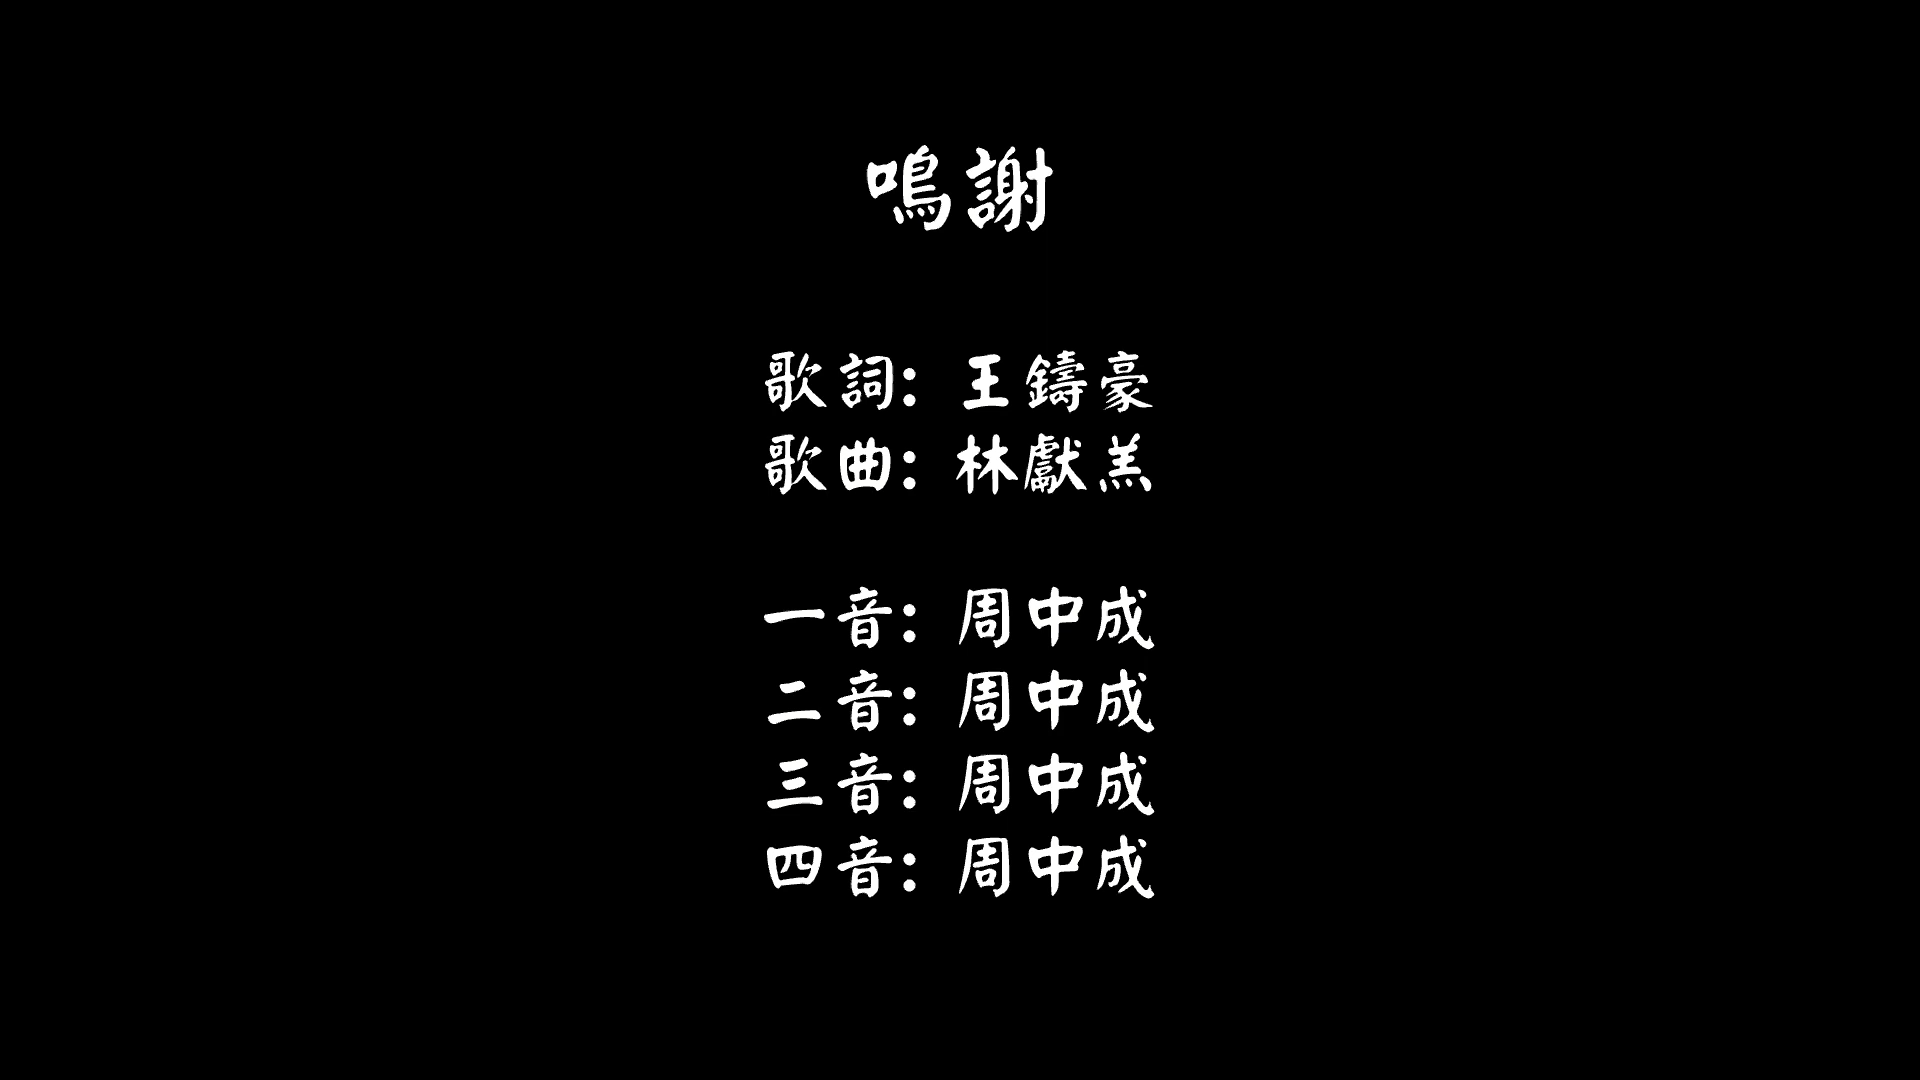 鳴謝
歌詞: 王鑄豪
歌曲: 林獻羔
一音: 周中成
二音: 周中成
三音: 周中成
四音: 周中成